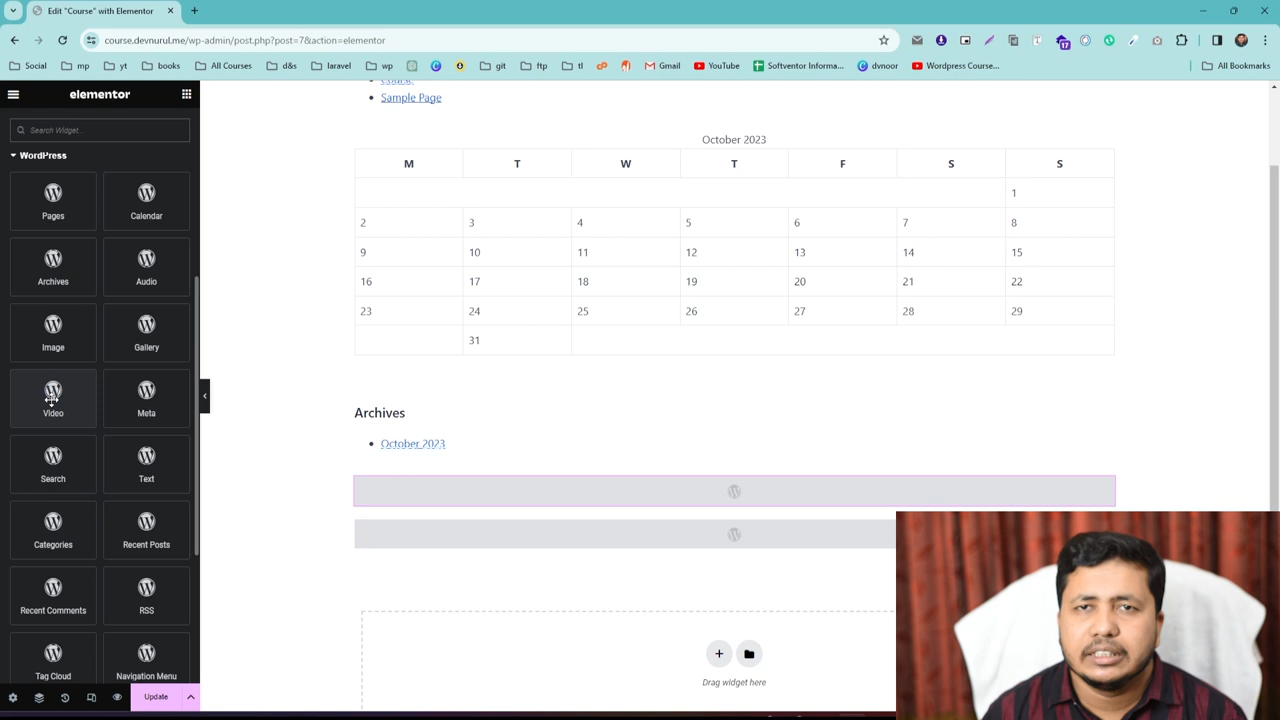 Edit "Course" with Elementor
course.devnurul.me/wp-admin/post.php?post=7&action=elementor
Social
mp
yt
books
All Courses
d&s
laravel
wp
git
ftp
tl
Gmail
YouTube
Softventor Informa...
dvnoor
Wordpress Course...
All Bookmarks
17
elementor
Search Widget...
WordPress
Pages
Calendar
Archives
Audio
Image
Gallery
Video
Meta
Search
Text
Categories
Recent Posts
Recent Comments
RSS
Tag Cloud
Navigation Menu
Update
Course
Sample Page
October 2023
M T W T F S S
1
2 3 4 5 6 7 8
9 10 11 12 13 14 15
16 17 18 19 20 21 22
23 24 25 26 27 28 29
31
Archives
October 2023
Drag widget here